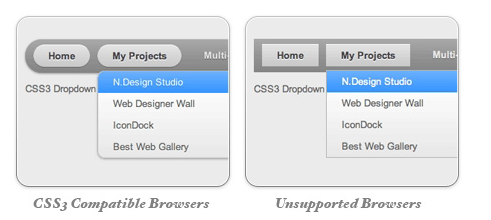 Home My Projects Multi-
N.Design Studio
CSS3 Dropdown
Web Designer Wall
IconDock
Best Web Gallery
CSS3 Compatible Browsers
Home My Projects Multi-
N.Design Studio
CSS3 Dropdown
Web Designer Wall
IconDock
Best Web Gallery
Unsupported Browsers